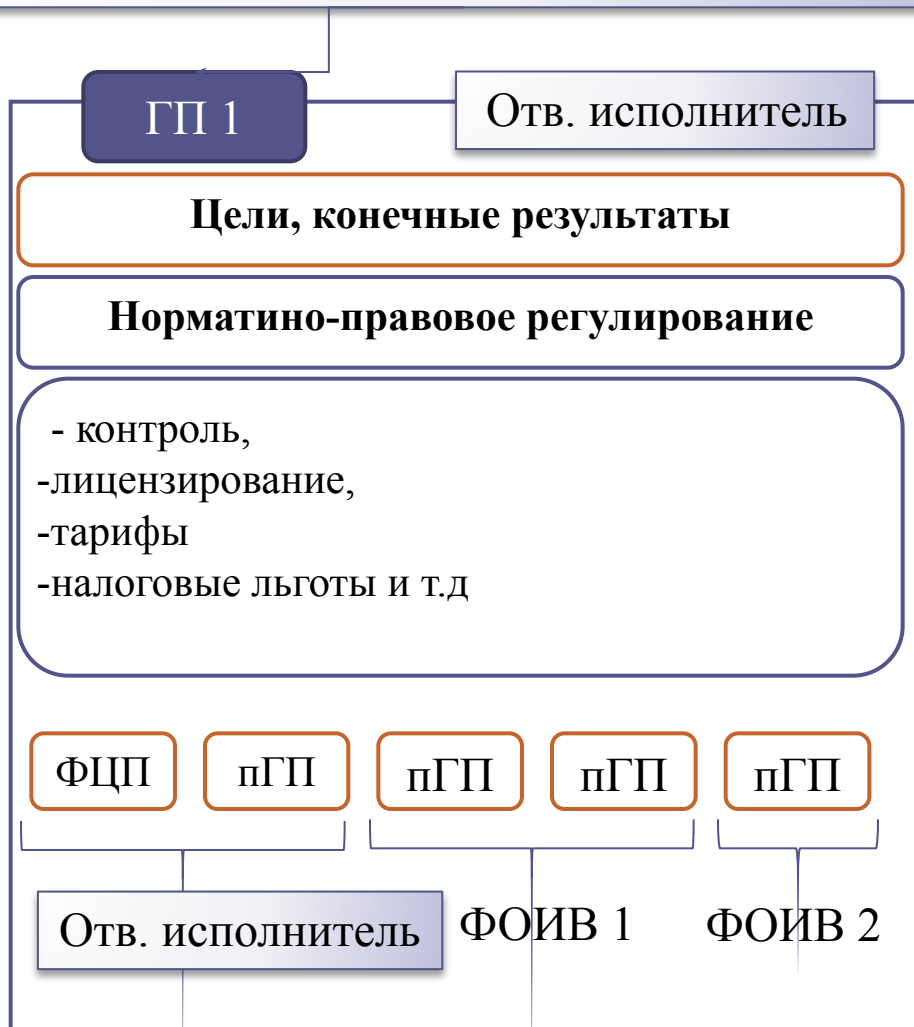 ГП 1
Отв. исполнитель
Цели, конечные результаты
Норматино-правовое регулирование
- контроль,
-лицензирование,
-тарифы
-налоговые льготы и т.д
ФЦП
пГП
пГП
пГП
пГП
Отв. исполнитель
ФОИВ 1
ФОИВ 2